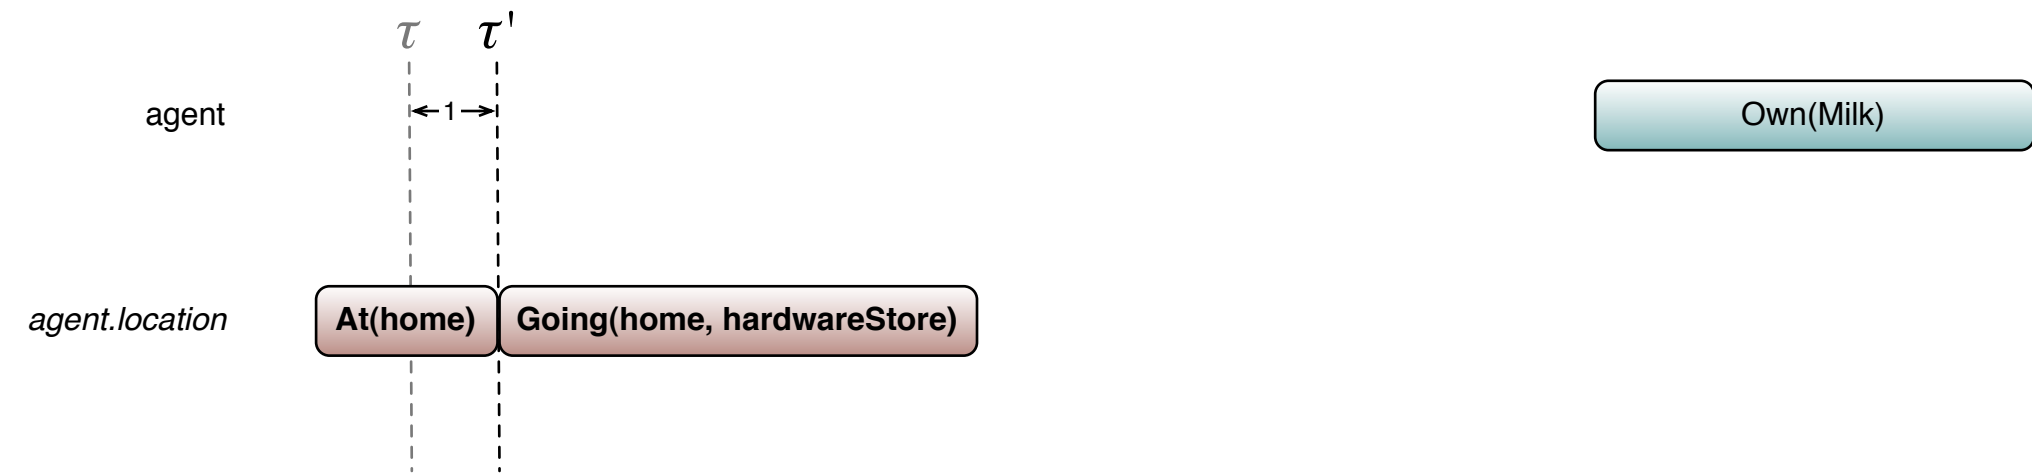 τ τ'
agent 1 Own(Milk)
agent.location At(home) Going(home, hardwareStore)